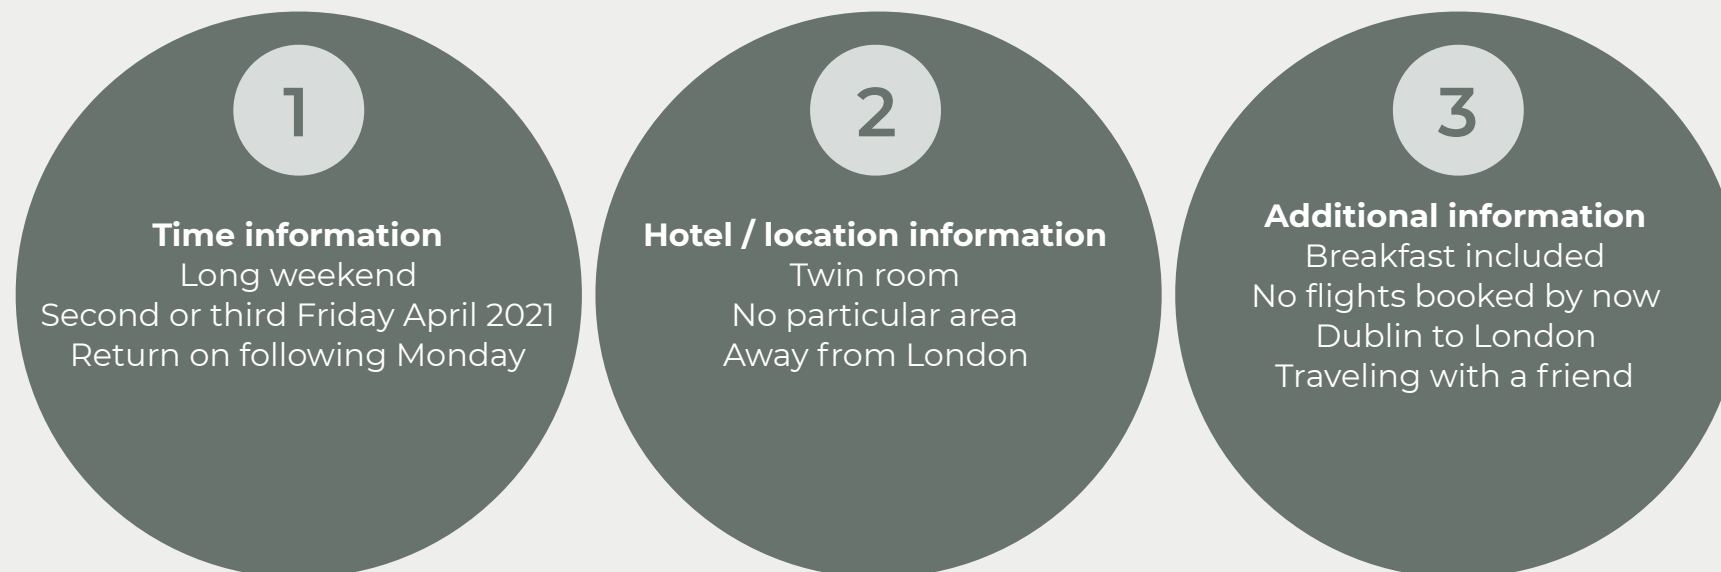 1
Time information
Long weekend
Second or third Friday April 2021
Return on following Monday
2
Hotel / location information
Twin room
No particular area
Away from London
3
Additional information
Breakfast included
No flights booked by now
Dublin to London
Traveling with a friend